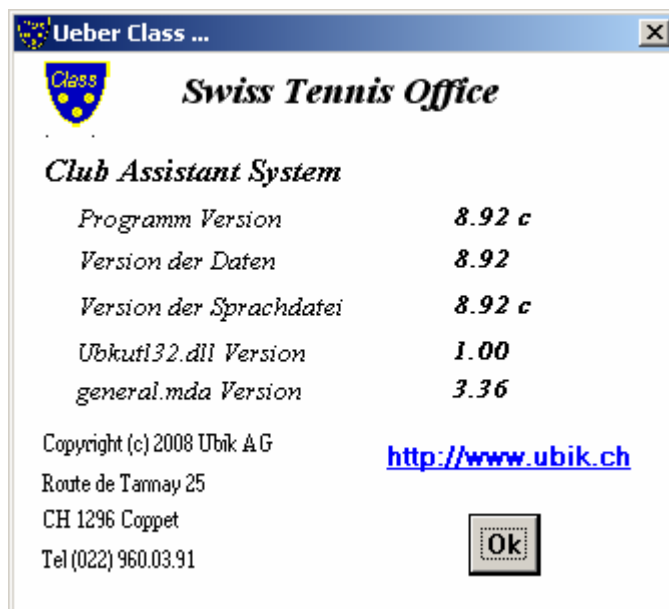 Ueber Class ...
Class
Swiss Tennis Office
Club Assistant System
Programm Version 8.92 c
Version der Daten 8.92
Version der Sprachdatei 8.92 c
Ubkutl32.dll Version 1.00
general.mda Version 3.36
Copyright (c) 2008 Ubik AG
http://www.ubik.ch
Route de Tannay 25
CH 1296 Coppet
Tel (022) 960.03.91
Ok